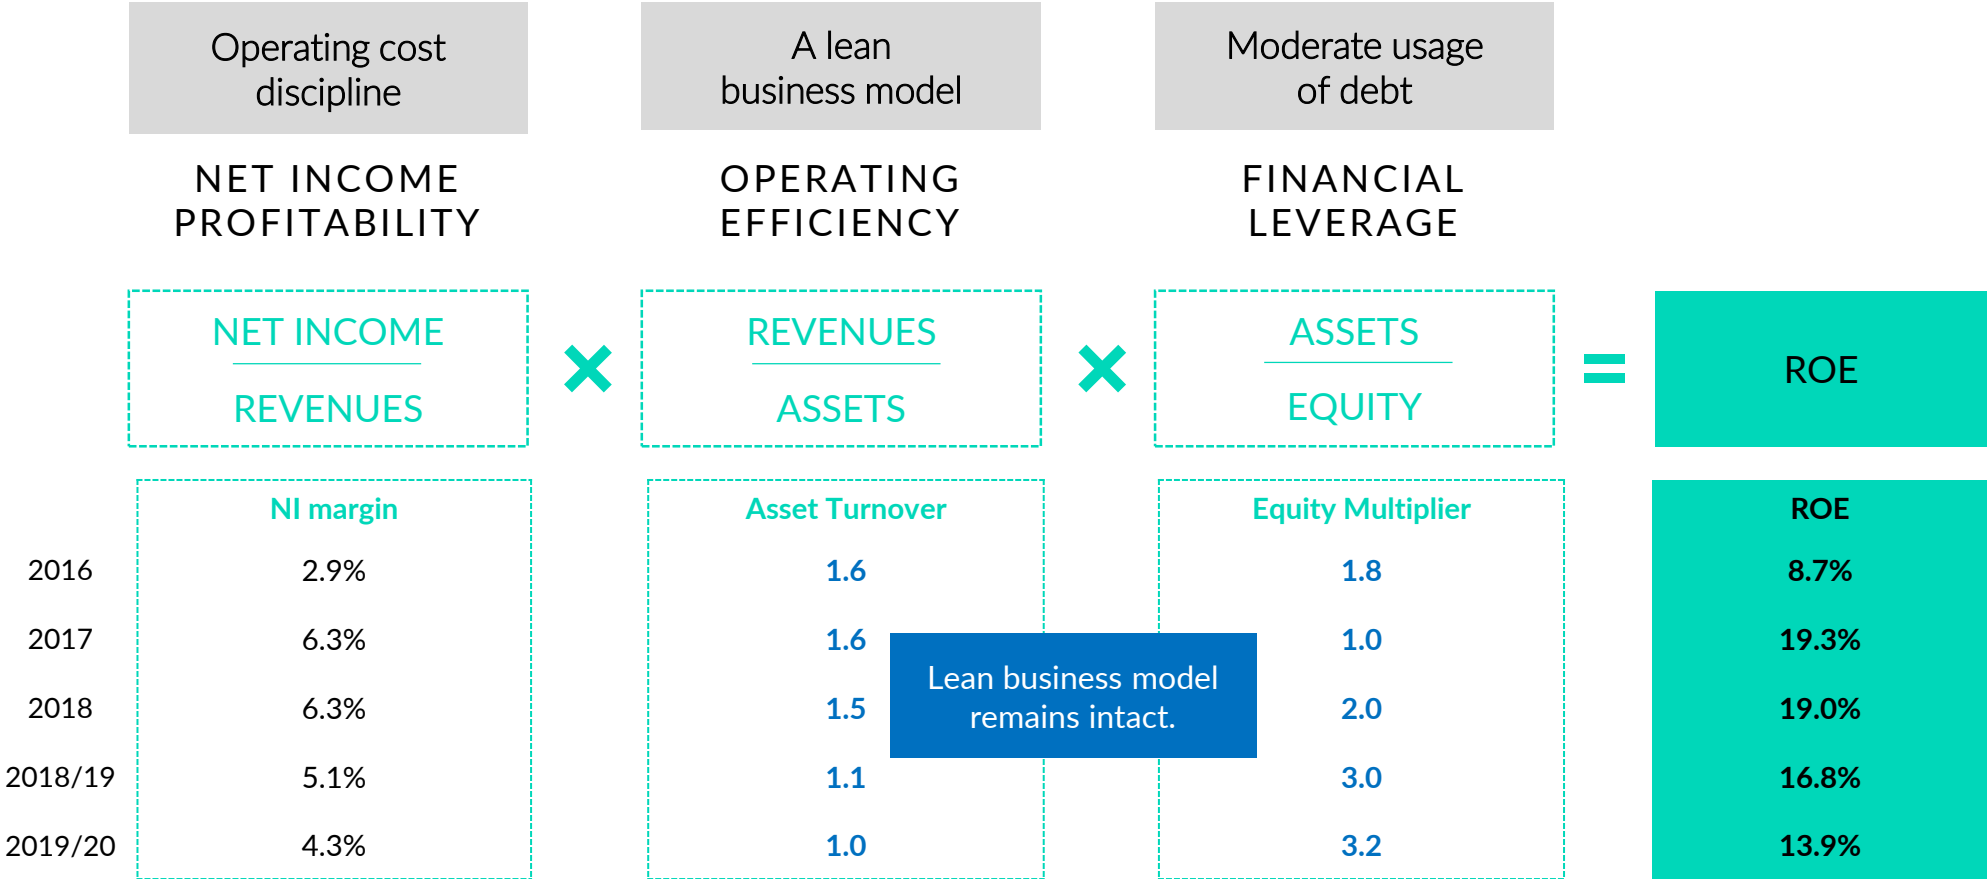 Operating cost
discipline
A lean
business model
Moderate usage
of debt
NET INCOME
PROFITABILITY
OPERATING
EFFICIENCY
FINANCIAL
LEVERAGE
NET INCOME
REVENUES
×
REVENUES
ASSETS
×
ASSETS
EQUITY
=
ROE
NI margin Asset Turnover Equity Multiplier ROE
2016 2.9% 1.6 1.8 8.7%
2017 6.3% 1.6 1.0 19.3%
2018 6.3% 1.5 2.0 19.0%
2018/19 5.1% 1.1 3.0 16.8%
2019/20 4.3% 1.0 3.2 13.9%
Lean business model
remains intact.